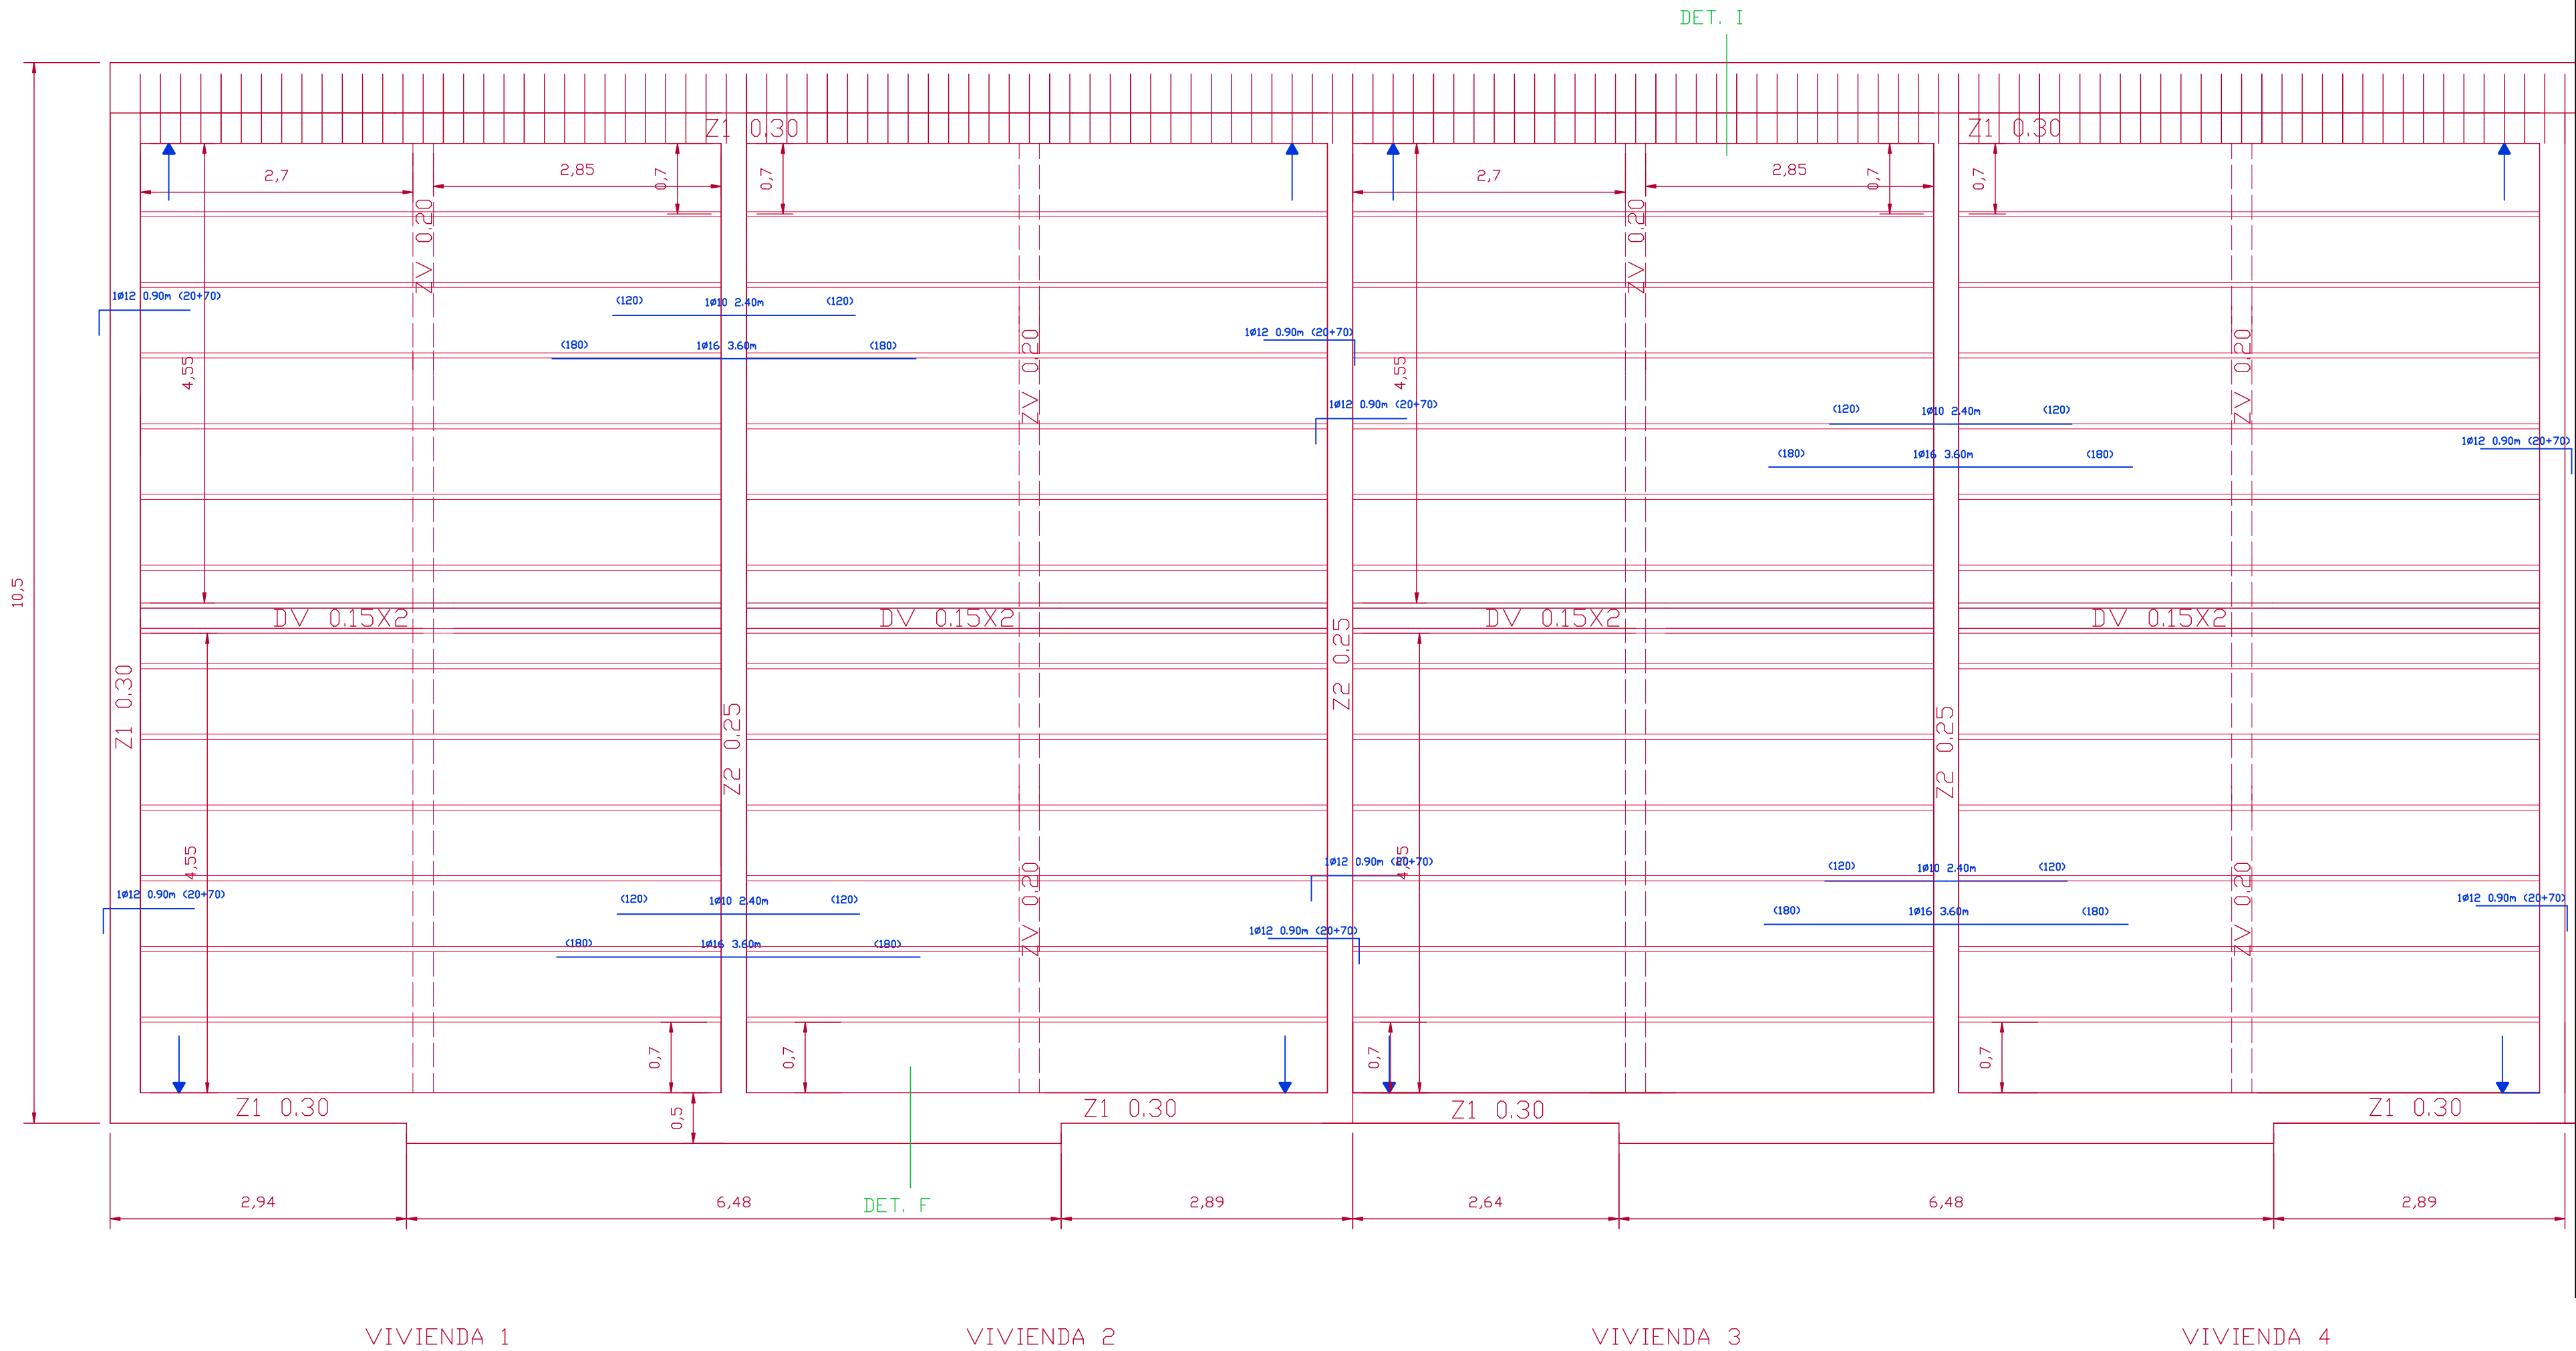 DET. I
Z1 0.30
Z1 0.30
2,7
2,85
0,7
0,7
2,7
2,85
0,7
0,7
ZV 0.20
ZV 0.20
1Ø12 0.90m (20+70)
(120) 1Ø10 2.40m (120)
(180) 1Ø16 3.60m (180)
1Ø12 0.90m (20+70)
ZV 0.20
ZV 0.20
4,55
4,55
1Ø12 0.90m (20+70)
(120) 1Ø10 2.40m (120)
(180) 1Ø16 3.60m (180)
1Ø12 0.90m (20+70)
10,5
DV 0.15X2
DV 0.15X2
DV 0.15X2
DV 0.15X2
Z1 0.30
Z2 0.25
Z2 0.25
Z2 0.25
4,55
4,55
1Ø12 0.90m (20+70)
(120) 1Ø10 2.40m (120)
(180) 1Ø16 3.60m (180)
ZV 0.20
1Ø12 0.90m (20+70)
1Ø12 0.90m (20+70)
(120) 1Ø10 2.40m (120)
(180) 1Ø16 3.60m (180)
ZV 0.20
1Ø12 0.90m (20+70)
0,7
0,7
0,7
0,7
Z1 0.30
0,5
Z1 0.30
Z1 0.30
Z1 0.30
2,94
6,48
DET. F
2,89
2,64
6,48
2,89
VIVIENDA 1
VIVIENDA 2
VIVIENDA 3
VIVIENDA 4